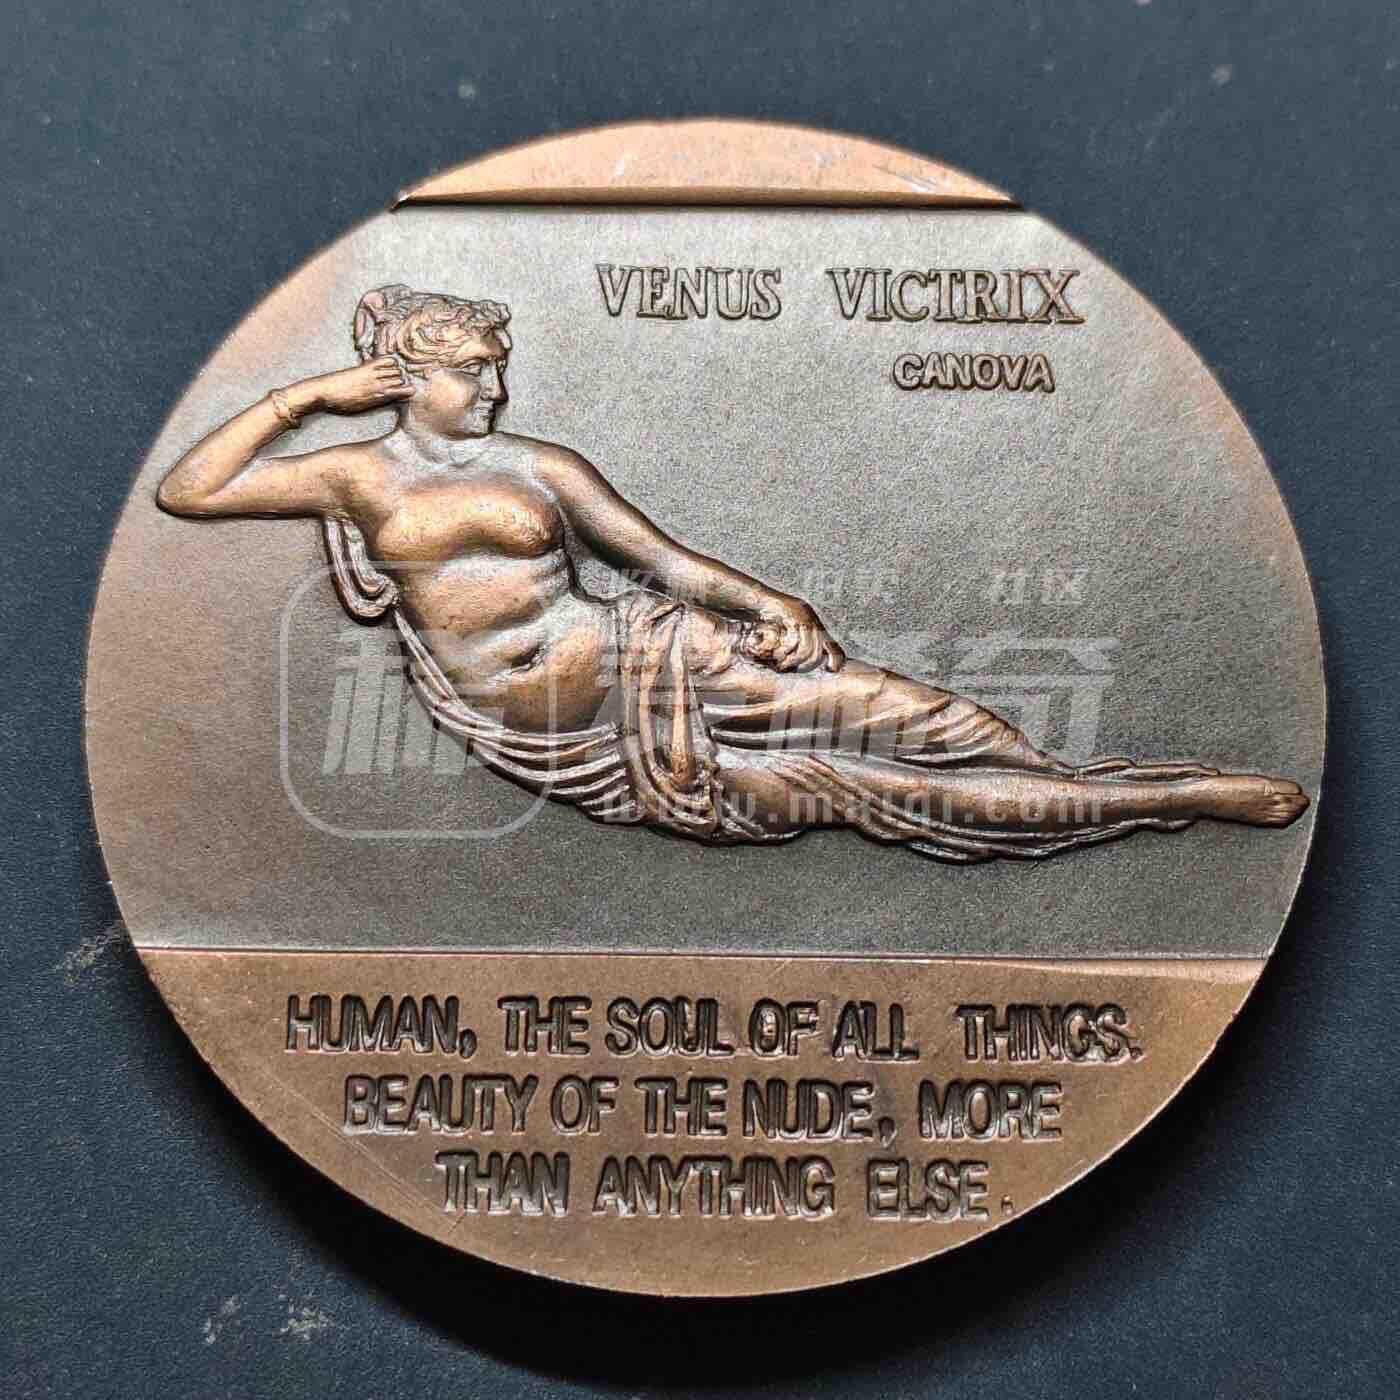 VENUS VICTRIX
CANOVA
HUMAN, THE SOUL OF ALL THINGS.
BEAUTY OF THE NUDE, MORE
THAN ANYTHING ELSE.